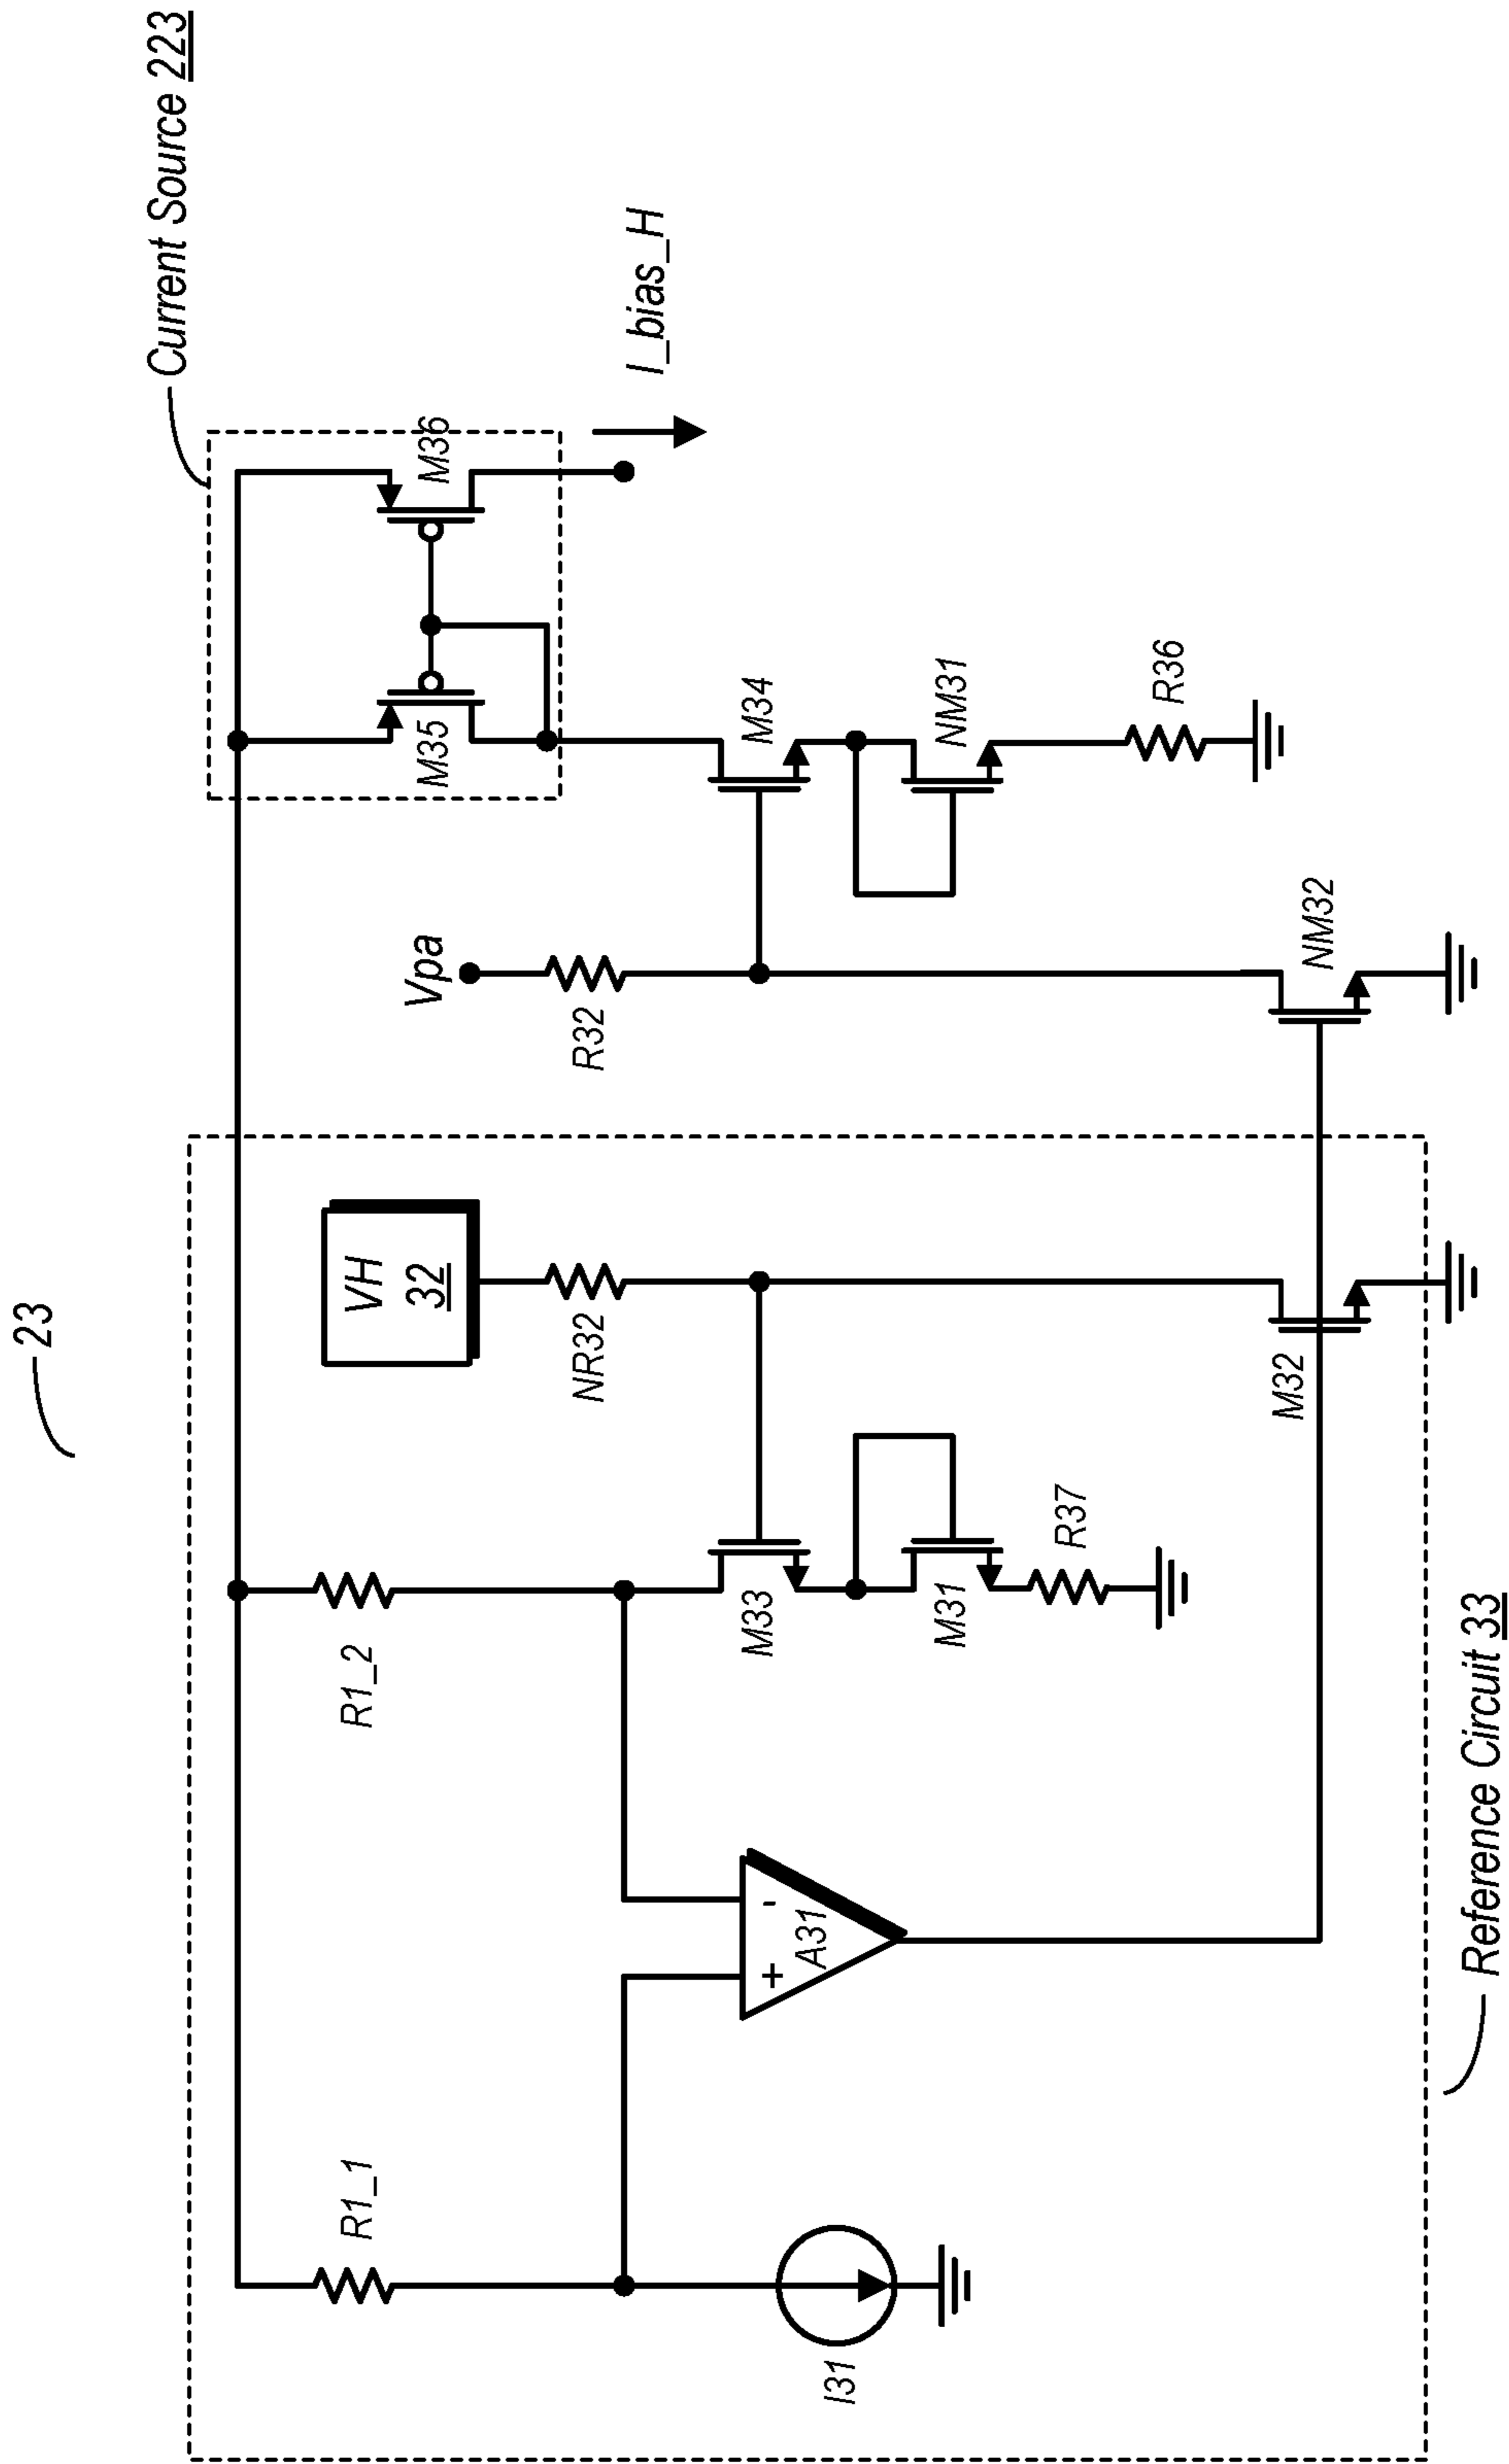 23
Current Source 223
I_bias_H
M36
M35
M34
NM31
R36
Vpa
R32
NM32
VH
32
NR32
M32
R1_2
M33
M31
R37
+
-
A31
R1_1
I31
Reference Circuit 33